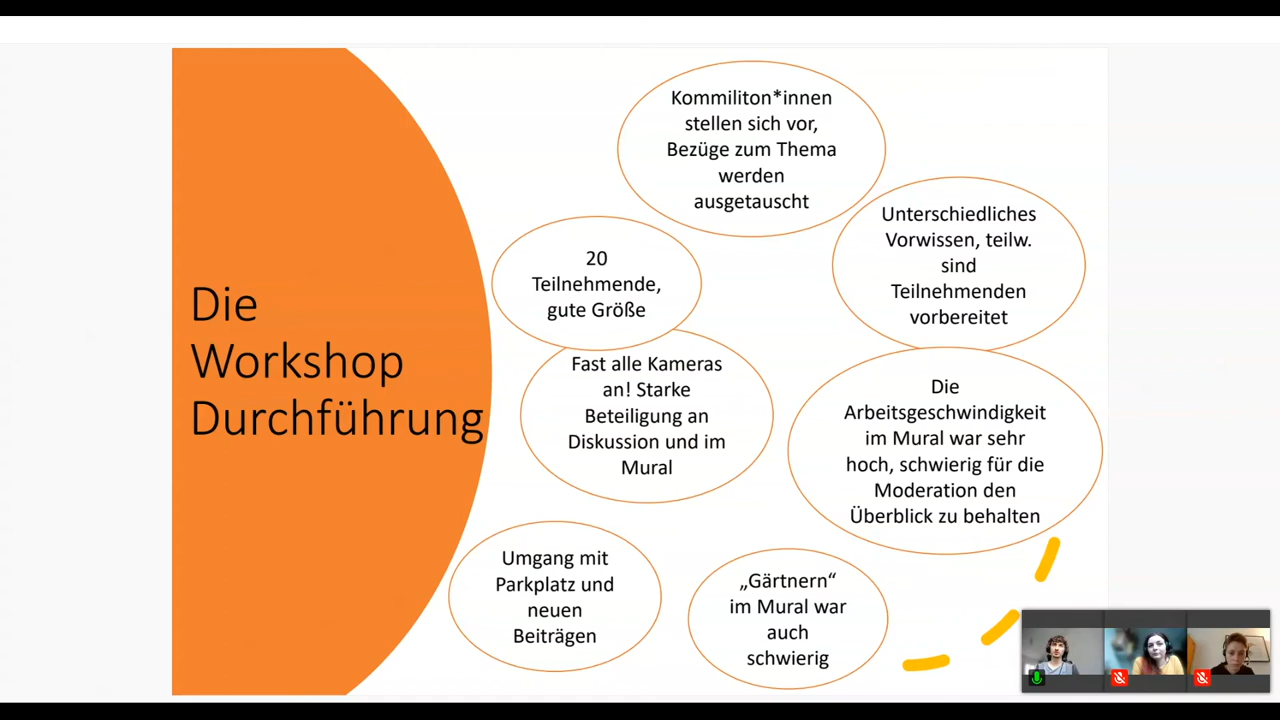 Die
Workshop
Durchführung
Kommiliton*innen
stellen sich vor,
Bezüge zum Thema
werden
ausgetauscht
Unterschiedliches
Vorwissen, teilw.
sind
Teilnehmenden
vorbereitet
20
Teilnehmende,
gute Größe
Fast alle Kameras
an! Starke
Beteiligung an
Diskussion und im
Mural
Die
Arbeitsgeschwindigkeit
im Mural war sehr
hoch, schwierig für die
Moderation den
Überblick zu behalten
Umgang mit
Parkplatz und
neuen
Beiträgen
„Gärtnern“
im Mural war
auch
schwierig